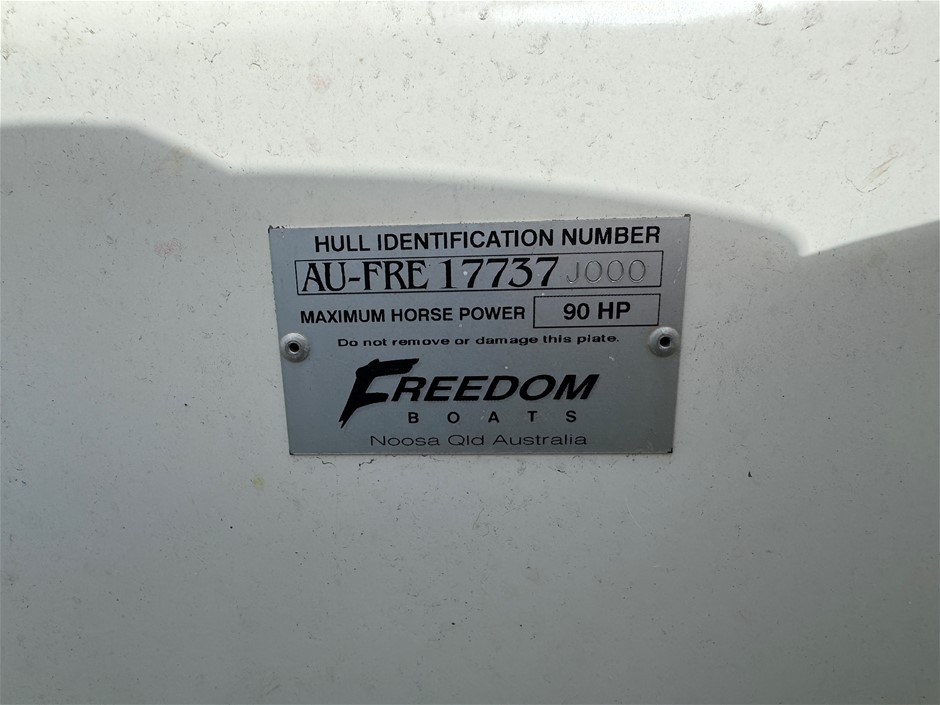 HULL IDENTIFICATION NUMBER
AU-FRE 17737 J000
MAXIMUM HORSE POWER 90 HP
Do not remove or damage this plate.
FREEDOM
BOATS
Noosa Qld Australia